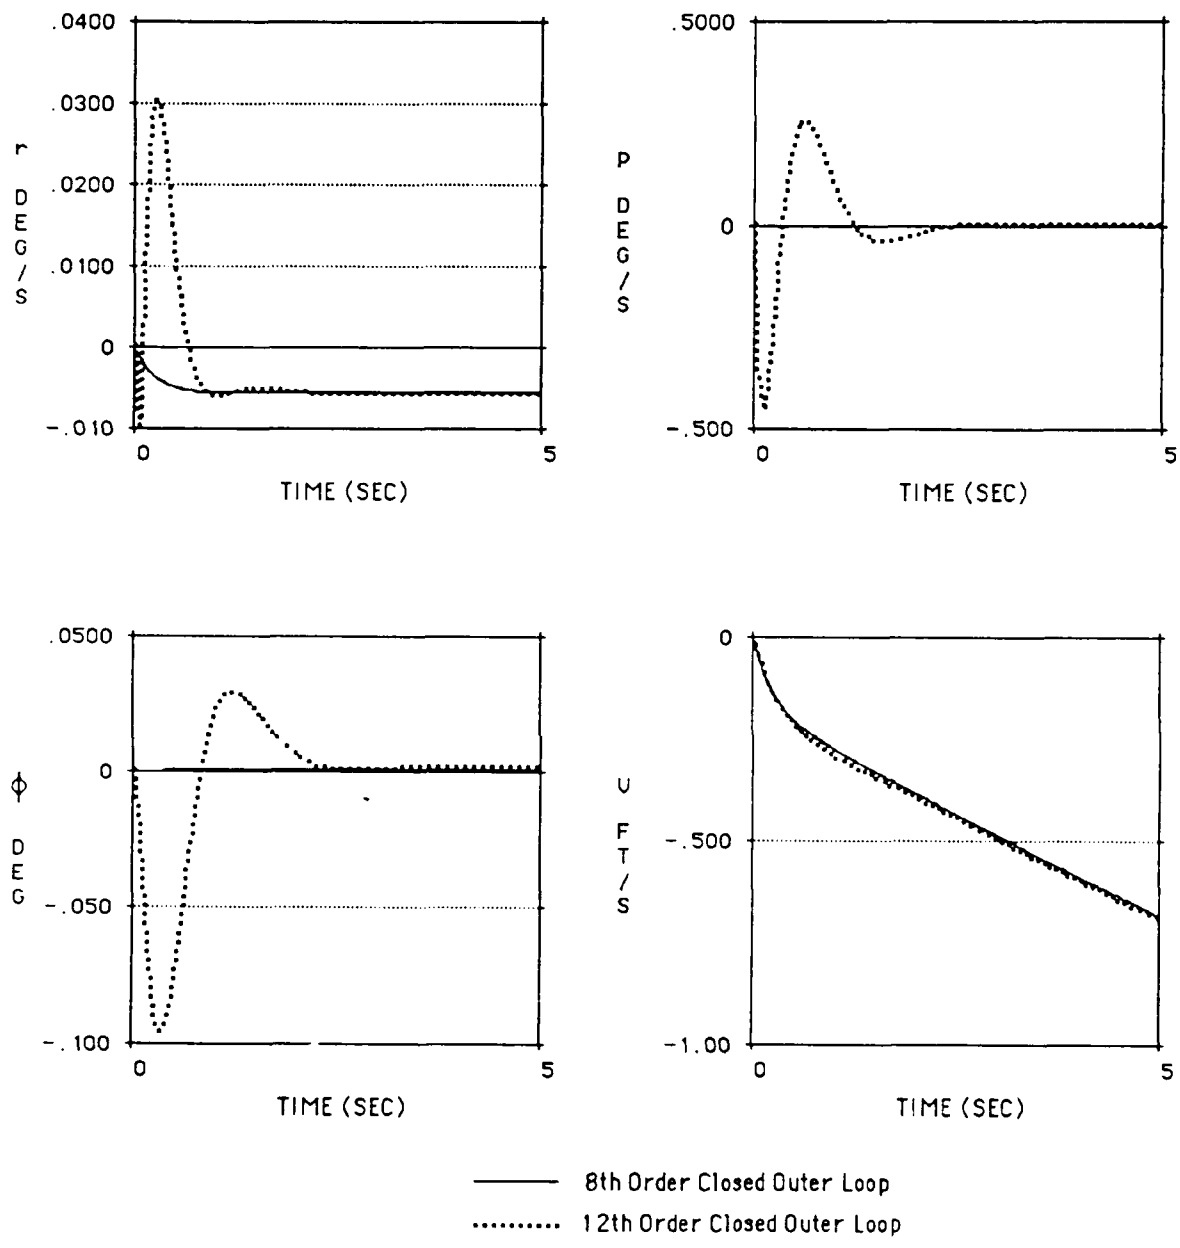 .0400
.0300
.0200
.0100
0
-.010
r DEG/S
0 5
TIME (SEC)
.5000
0
-.500
P DEG/S
0 5
TIME (SEC)
.0500
0
-.050
-.100
ϕ DEG
0 5
TIME (SEC)
0
-.500
-1.00
U FT/S
0 5
TIME (SEC)
8th Order Closed Outer Loop
12th Order Closed Outer Loop